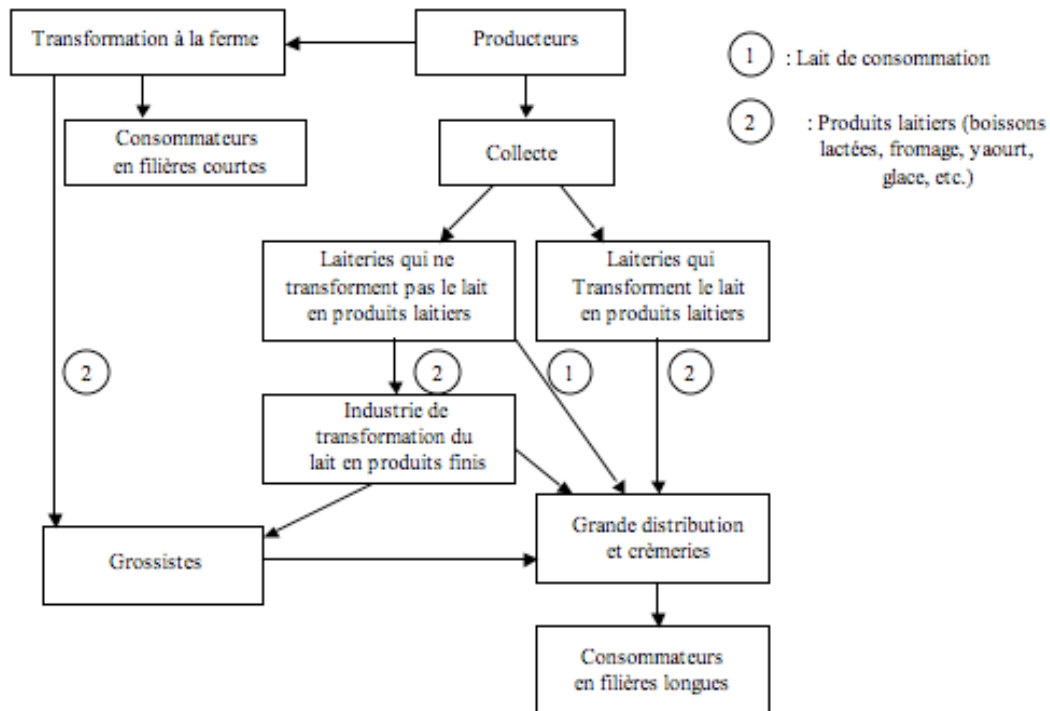 Transformation à la ferme
Producteurs
1 : Lait de consommation
Consommateurs
en filières courtes
Collecte
2 : Produits laitiers (boissons
lactées, fromage, yaourt,
glace, etc.)
Laiteries qui ne
transforment pas le lait
en produits laitiers
Laiteries qui
Transforment le lait
en produits laitiers
2
2
1
2
Industrie de
transformation du
lait en produits finis
Grossistes
Grande distribution
et crèmeries
Consommateurs
en filières longues